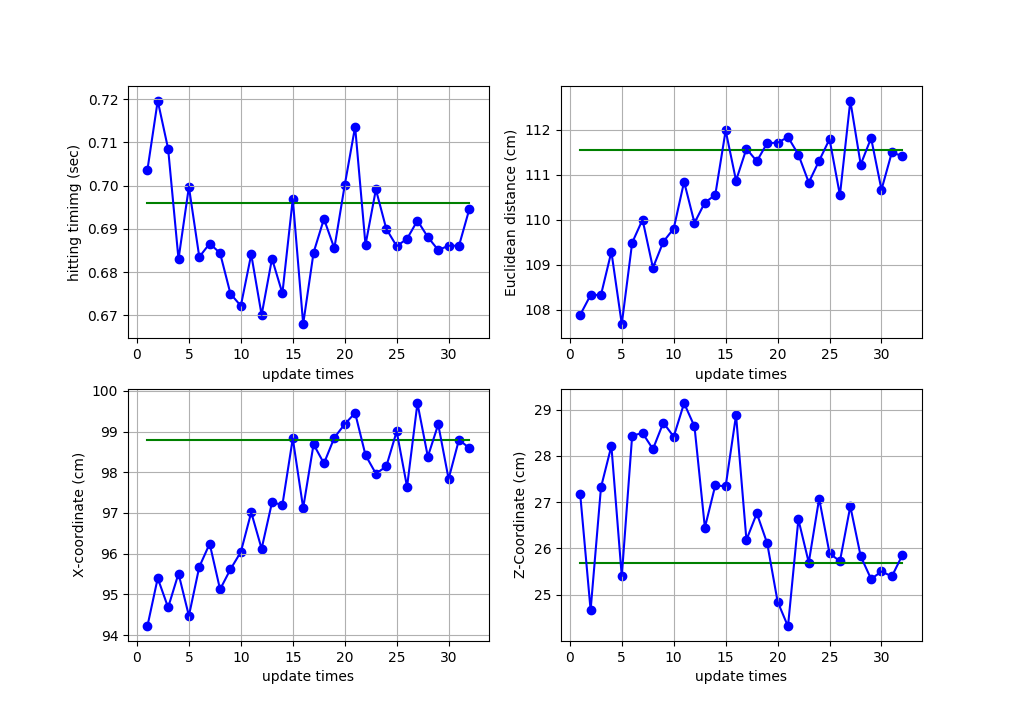 hitting timimg (sec)
0.72
0.71
0.70
0.69
0.68
0.67
0 5 10 15 20 25 30
update times
Euclidean distance (cm)
112
111
110
109
108
0 5 10 15 20 25 30
update times
X-coordinate (cm)
100
99
98
97
96
95
94
0 5 10 15 20 25 30
update times
Z-Coordinate (cm)
29
28
27
26
25
0 5 10 15 20 25 30
update times